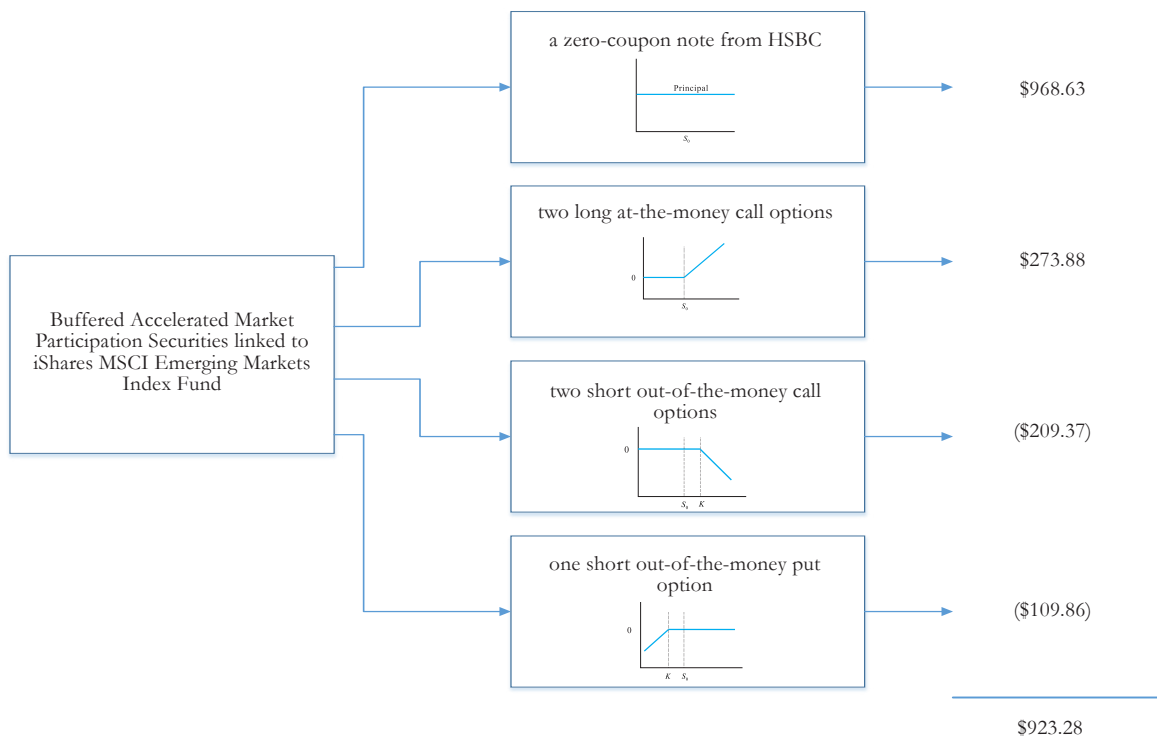 a zero-coupon note from HSBC
Principal
S₀
$968.63
two long at-the-money call options
0
S₀
$273.88
Buffered Accelerated Market
Participation Securities linked to
iShares MSCI Emerging Markets
Index Fund
two short out-of-the-money call
options
0
S₀ K
($209.37)
one short out-of-the-money put
option
0
K S₀
($109.86)
$923.28